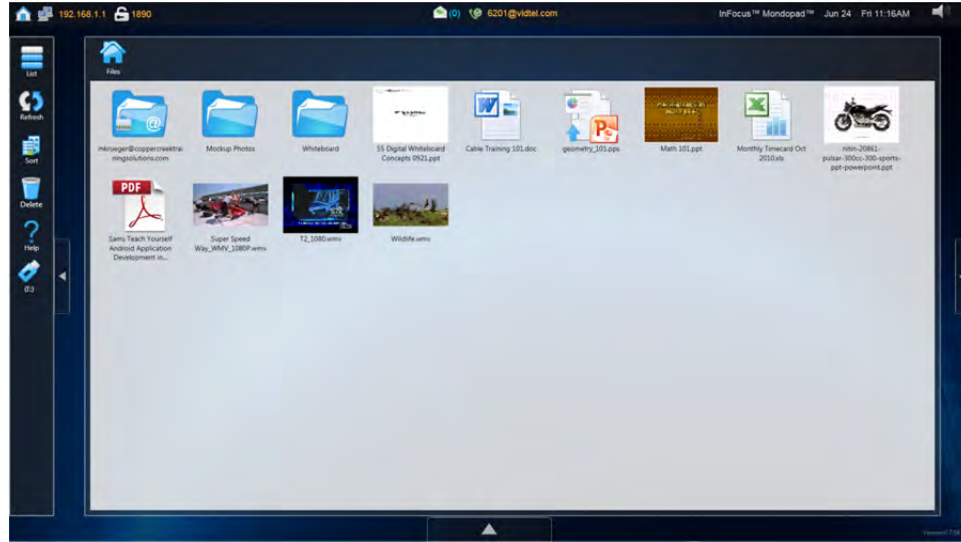 192.168.1.1 1890 (0) 6201@vidtel.com InFocus™ Mondopad™ Jun 24 Fri 11:16AM
List
Refresh
Sort
Delete
Help
(E:)
Files
mkrueger@coppercreektrai
ningsolutions.com
Mockup Photos
Whiteboard
55 Digital Whiteboard
Concepts 0921.ppt
Cable Training 101.doc
geometry_101.pps
Math 101.ppt
Monthly Timecard Oct
2010.xls
nitin-20861-
pulsar-300cc-300-sports-
ppt-powerpoint.ppt
PDF
Sams Teach Yourself
Android Application
Development in...
Super Speed
Way_WMV_1080P.wmv
T2_1080.wmv
Wildlife.wmv